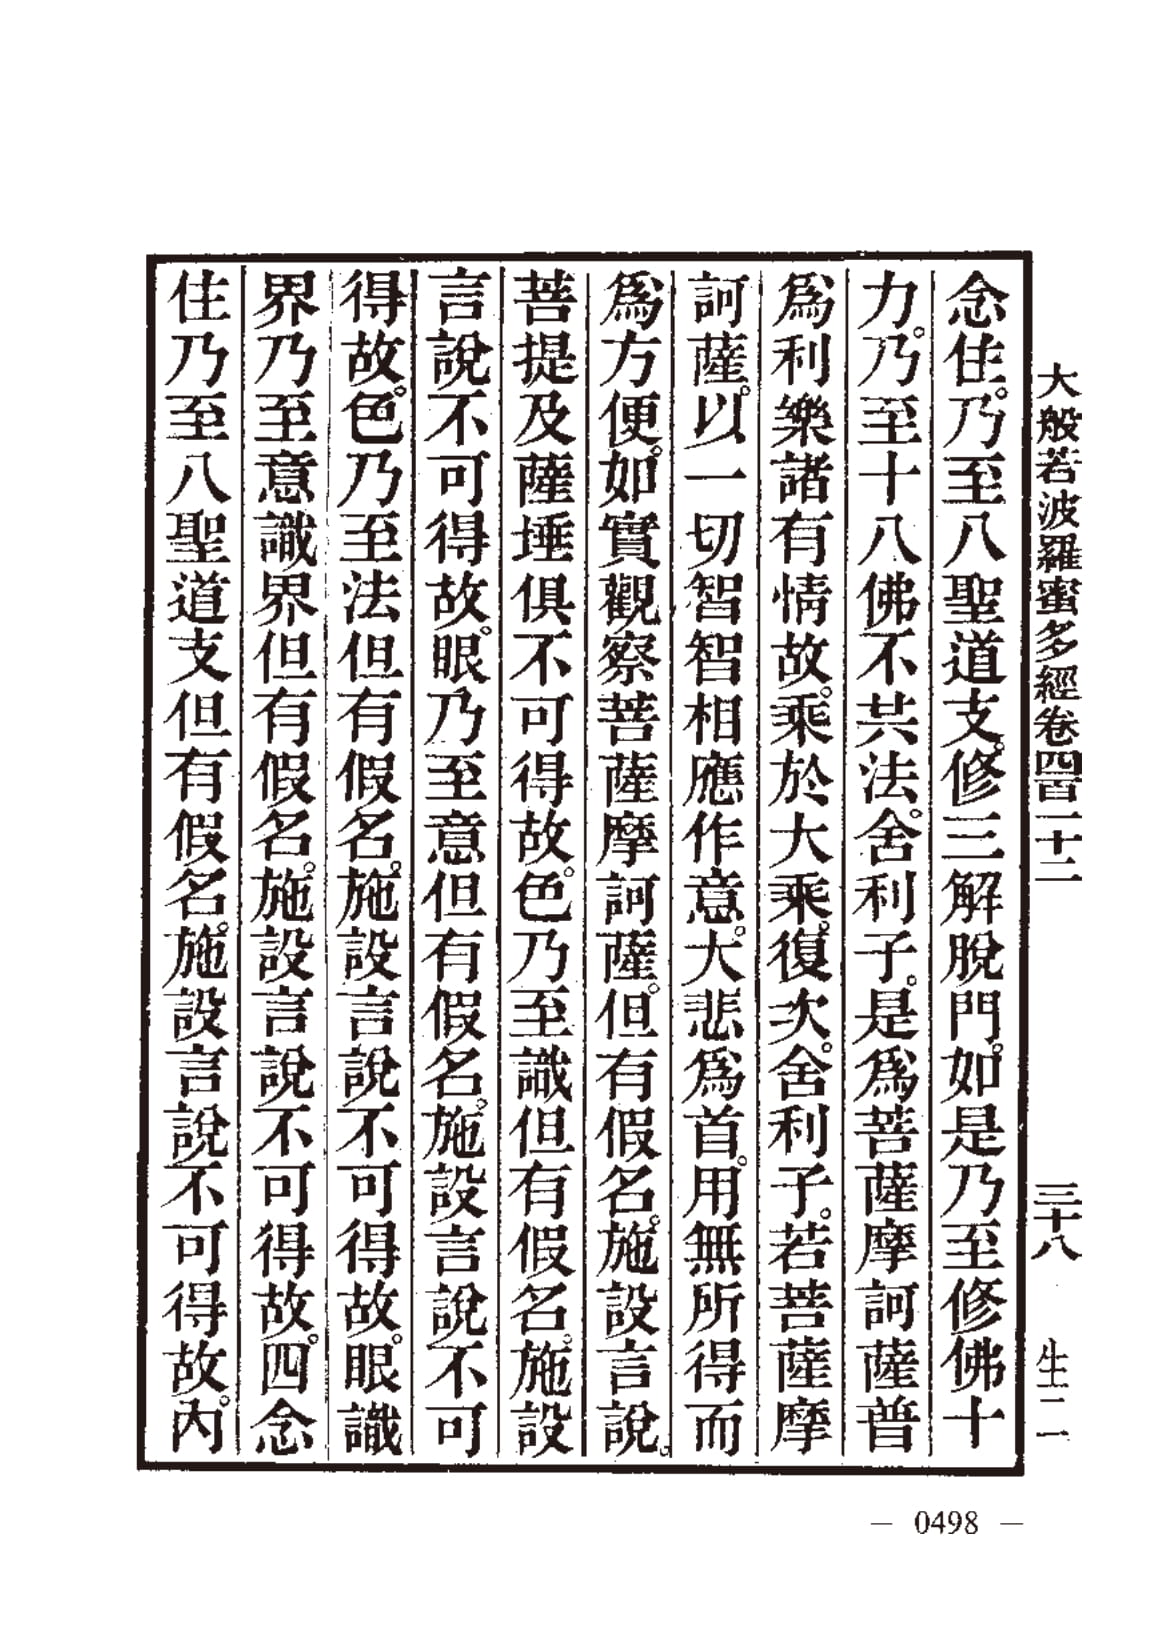 大般若波羅蜜多經卷四百一十二　三十八　生二
念住。乃至八聖道支。修三解脫門。如是乃至修佛十
力。乃至十八佛不共法。舍利子。是爲菩薩摩訶薩普
爲利樂諸有情故。乘於大乘。復次。舍利子。若菩薩摩
訶薩。以一切智智相應作意。大悲爲首。用無所得而
爲方便。如實觀察菩薩摩訶薩。但有假名。施設言說。
菩提及薩埵俱不可得故。色乃至識但有假名。施設
言說不可得故。眼乃至意但有假名。施設言說不可
得故。色乃至法但有假名。施設言說不可得故。眼識
界乃至意識界但有假名。施設言說不可得故。四念
住乃至八聖道支但有假名。施設言說不可得故。內
— 0498 —